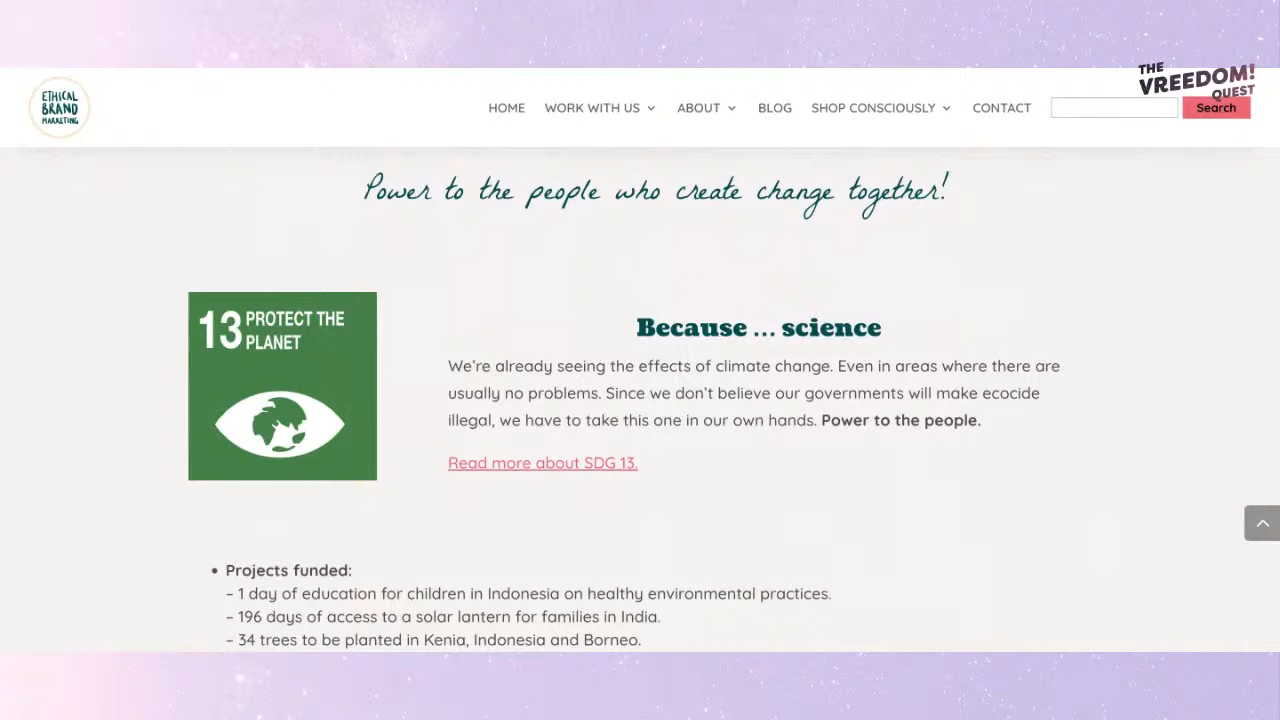 THE
VREEDOM!
QUEST
ETHICAL
BRAND
MARKETING
HOME WORK WITH US ABOUT BLOG SHOP CONSCIOUSLY CONTACT Search
Power to the people who create change together!
13 PROTECT THE
PLANET
Because ... science
We're already seeing the effects of climate change. Even in areas where there are
usually no problems. Since we don't believe our governments will make ecocide
illegal, we have to take this one in our own hands. Power to the people.
Read more about SDG 13.
• Projects funded:
– 1 day of education for children in Indonesia on healthy environmental practices.
– 196 days of access to a solar lantern for families in India.
– 34 trees to be planted in Kenia, Indonesia and Borneo.